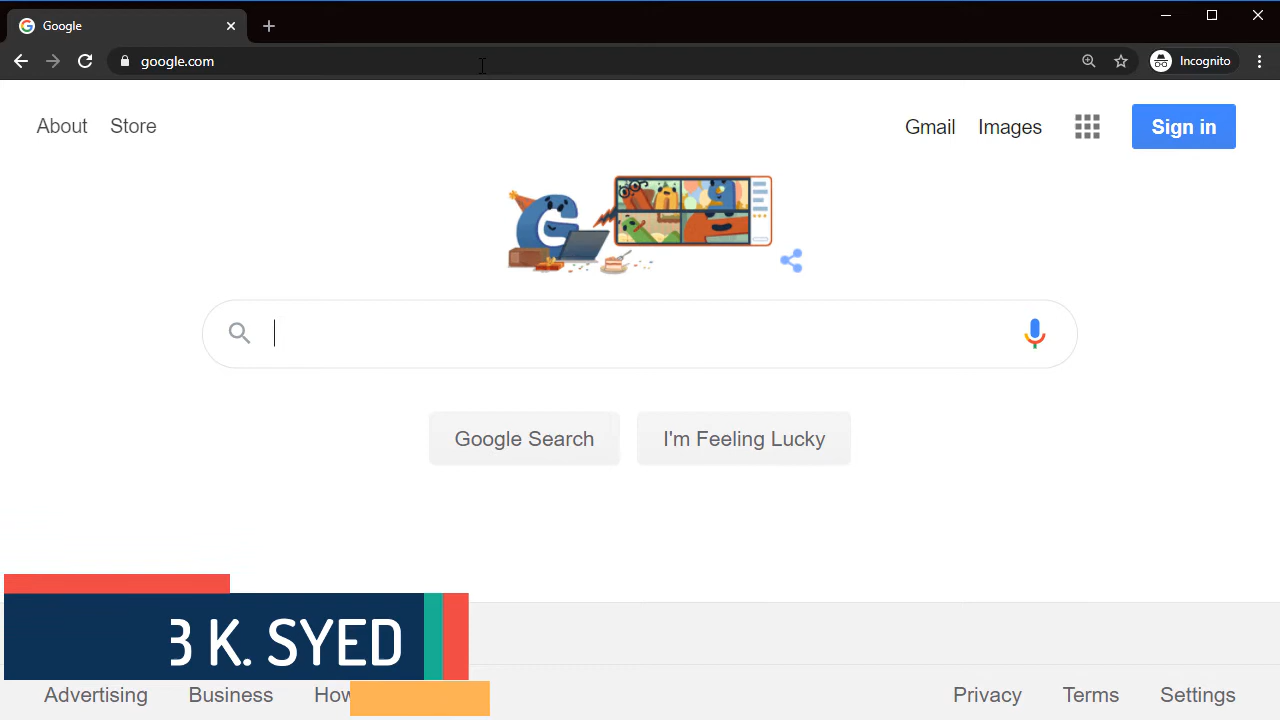 Google
google.com
Incognito
About Store
Gmail Images Sign in
Google Search I'm Feeling Lucky
K. SYED
Advertising Business
Privacy Terms Settings